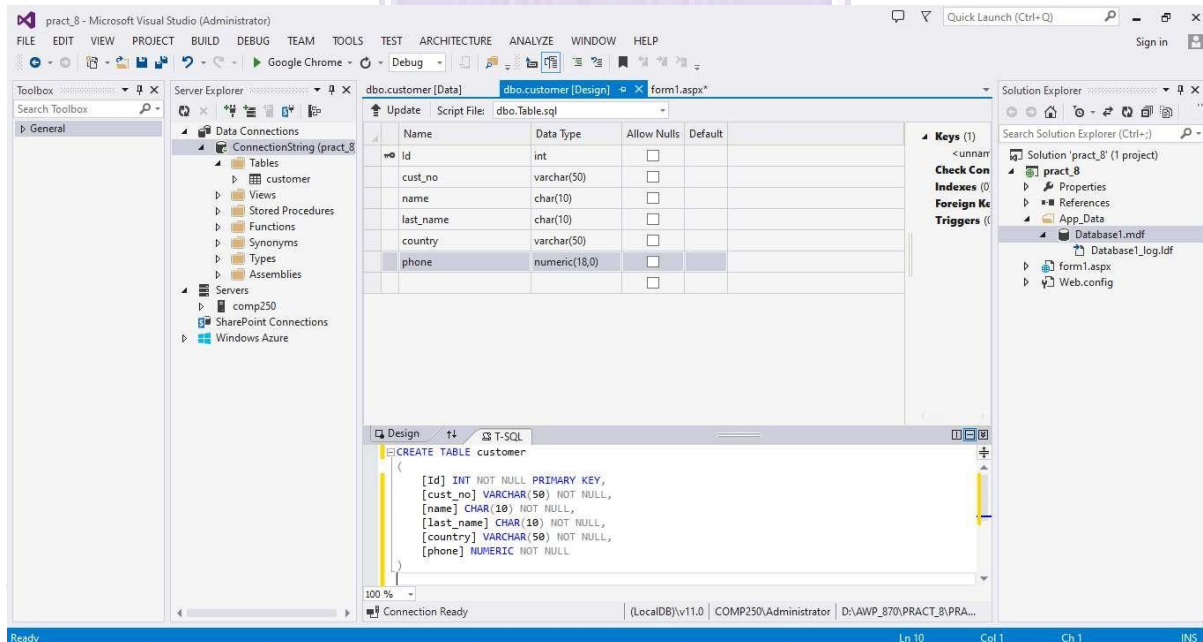 pract_8 - Microsoft Visual Studio (Administrator)
Quick Launch (Ctrl+Q)
FILE EDIT VIEW PROJECT BUILD DEBUG TEAM TOOLS TEST ARCHITECTURE ANALYZE WINDOW HELP
Sign in
Google Chrome
Debug
Toolbox
Search Toolbox
General
Server Explorer
Data Connections
ConnectionString (pract_8
Tables
customer
Views
Stored Procedures
Functions
Synonyms
Types
Assemblies
Servers
comp250
SharePoint Connections
Windows Azure
dbo.customer [Data]
dbo.customer [Design]
form1.aspx*
Update Script File: dbo.Table.sql
Name Data Type Allow Nulls Default
Id int
cust_no varchar(50)
name char(10)
last_name char(10)
country varchar(50)
phone numeric(18,0)
Keys (1)
<unnam
Check Con
Indexes (0
Foreign Ke
Triggers (0
Design
T-SQL
CREATE TABLE customer
(
[Id] INT NOT NULL PRIMARY KEY,
[cust_no] VARCHAR(50) NOT NULL,
[name] CHAR(10) NOT NULL,
[last_name] CHAR(10) NOT NULL,
[country] VARCHAR(50) NOT NULL,
[phone] NUMERIC NOT NULL
)
100 %
Connection Ready
(LocalDB)\v11.0
COMP250\Administrator
D:\AWP_870\PRACT_8\PRA...
Solution Explorer
Search Solution Explorer (Ctrl+;)
Solution 'pract_8' (1 project)
pract_8
Properties
References
App_Data
Database1.mdf
Database1_log.ldf
form1.aspx
Web.config
Ready
Ln 10 Col 1 Ch 1 INS